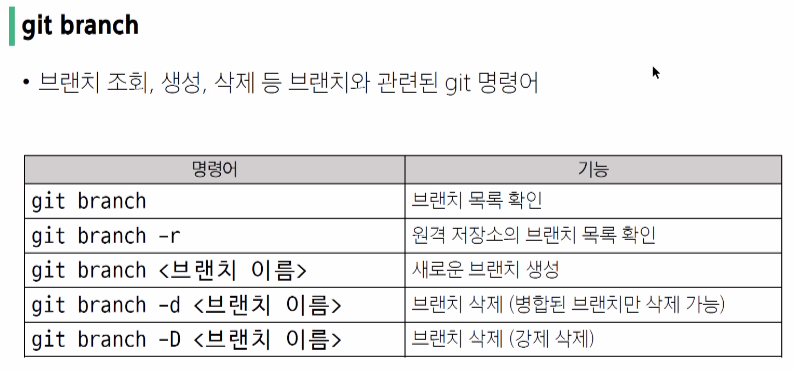 git branch
• 브랜치 조회, 생성, 삭제 등 브랜치와 관련된 git 명령어
명령어 기능
git branch 브랜치 목록 확인
git branch -r 원격 저장소의 브랜치 목록 확인
git branch <브랜치 이름> 새로운 브랜치 생성
git branch -d <브랜치 이름> 브랜치 삭제 (병합된 브랜치만 삭제 가능)
git branch -D <브랜치 이름> 브랜치 삭제 (강제 삭제)